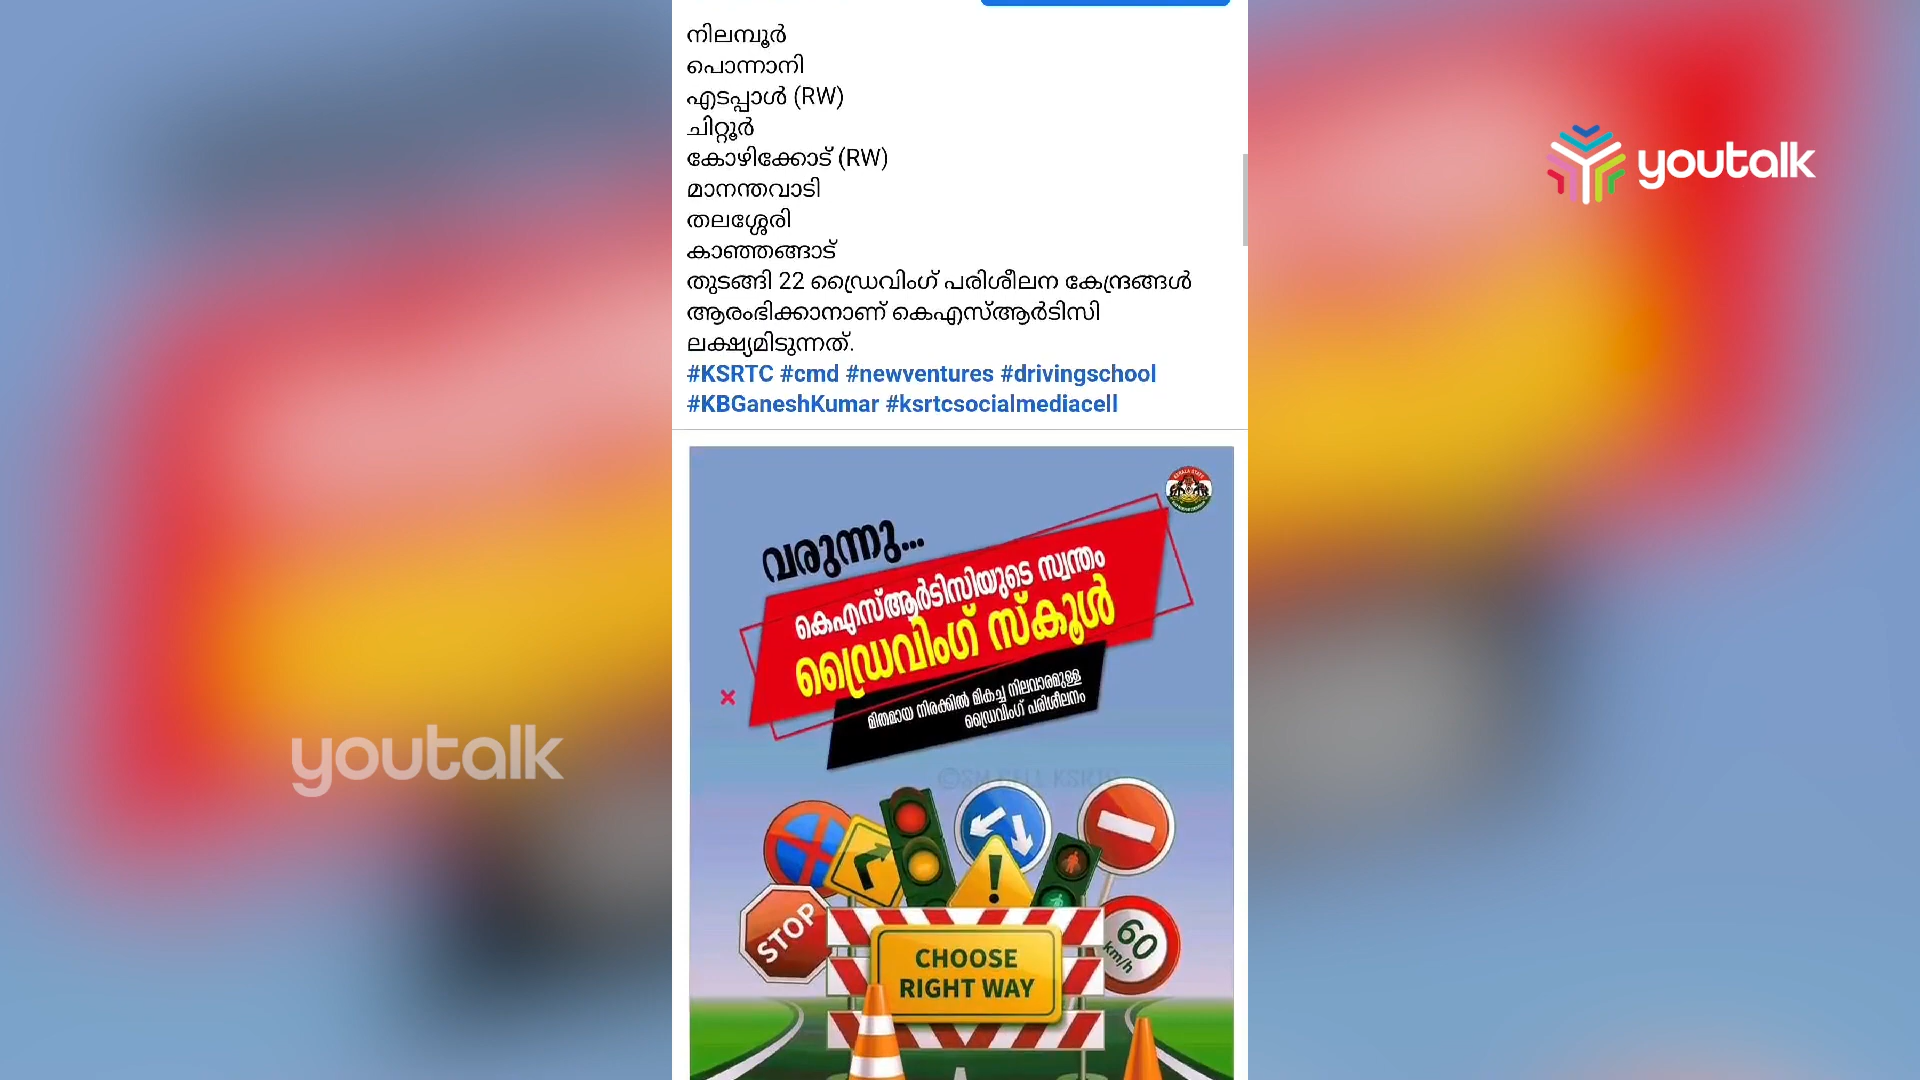 നിലമ്പൂർ
പൊന്നാനി
എടപ്പാൾ (RW)
ചിറ്റൂർ
കോഴിക്കോട് (RW)
മാനന്തവാടി
തലശ്ശേരി
കാഞ്ഞങ്ങാട്
തുടങ്ങി 22 ഡ്രൈവിംഗ് പരിശീലന കേന്ദ്രങ്ങൾ
ആരംഭിക്കാനാണ് കെഎസ്ആർടിസി
ലക്ഷ്യമിടുന്നത്.
#KSRTC #cmd #newventures #drivingschool
#KBGaneshKumar #ksrtcsocialmediacell
youtalk
വരുന്നു...
കെഎസ്ആർടിസിയുടെ സ്വന്തം
ഡ്രൈവിംഗ് സ്കൂൾ
മിതമായ നിരക്കിൽ മികച്ച നിലവാരമുള്ള
ഡ്രൈവിംഗ് പരിശീലനം
youtalk
STOP
60
km/h
CHOOSE
RIGHT WAY